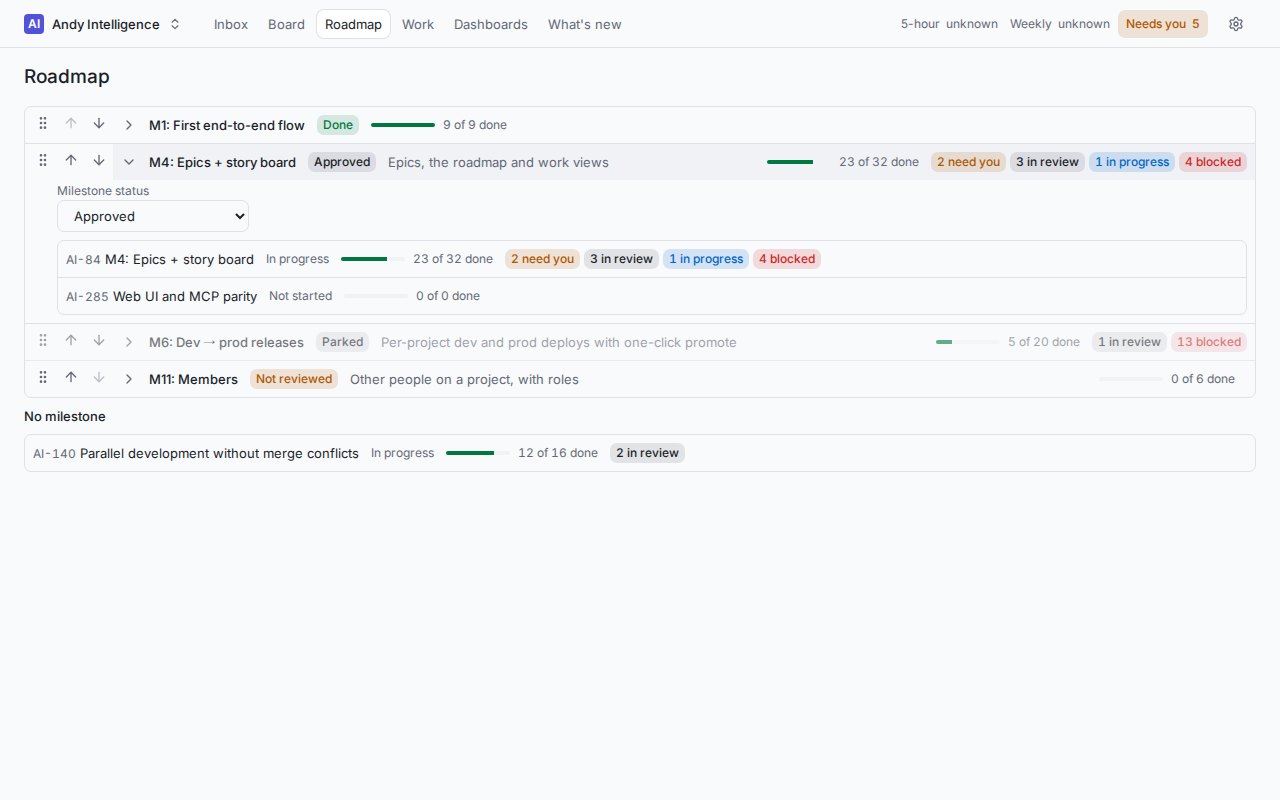 AI Andy Intelligence Inbox Board Roadmap Work Dashboards What's new 5-hour unknown Weekly unknown Needs you 5
Roadmap
M1: First end-to-end flow Done 9 of 9 done
M4: Epics + story board Approved Epics, the roadmap and work views 23 of 32 done 2 need you 3 in review 1 in progress 4 blocked
Milestone status
Approved
AI-84 M4: Epics + story board In progress 23 of 32 done 2 need you 3 in review 1 in progress 4 blocked
AI-285 Web UI and MCP parity Not started 0 of 0 done
M6: Dev → prod releases Parked Per-project dev and prod deploys with one-click promote 5 of 20 done 1 in review 13 blocked
M11: Members Not reviewed Other people on a project, with roles 0 of 6 done
No milestone
AI-140 Parallel development without merge conflicts In progress 12 of 16 done 2 in review